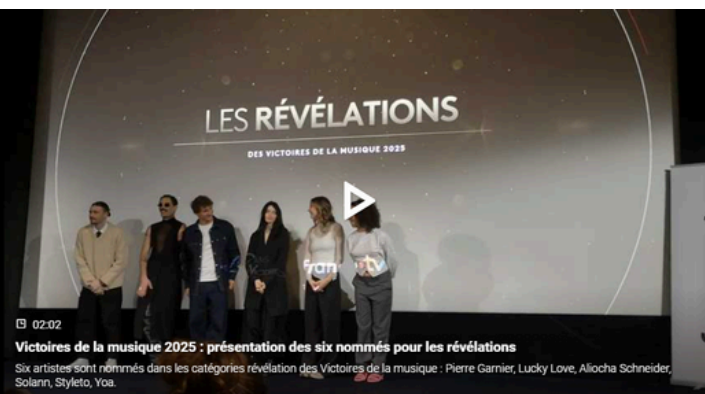 LES RÉVÉLATIONS
DES VICTOIRES DE LA MUSIQUE 2025
france•tv
02:02
Victoires de la musique 2025 : présentation des six nommés pour les révélations
Six artistes sont nommés dans les catégories révélation des Victoires de la musique : Pierre Garnier, Lucky Love, Aliocha Schneider,
Solann, Styleto, Yoa.